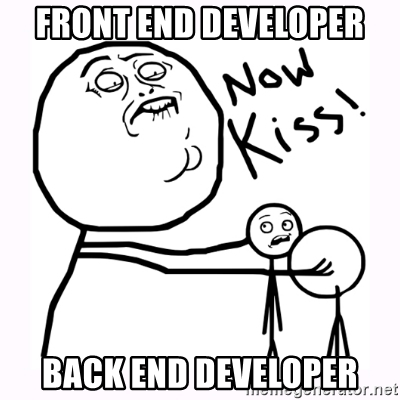 FRONT END DEVELOPER
Now
Kiss!
BACK END DEVELOPER
memegenerator.net